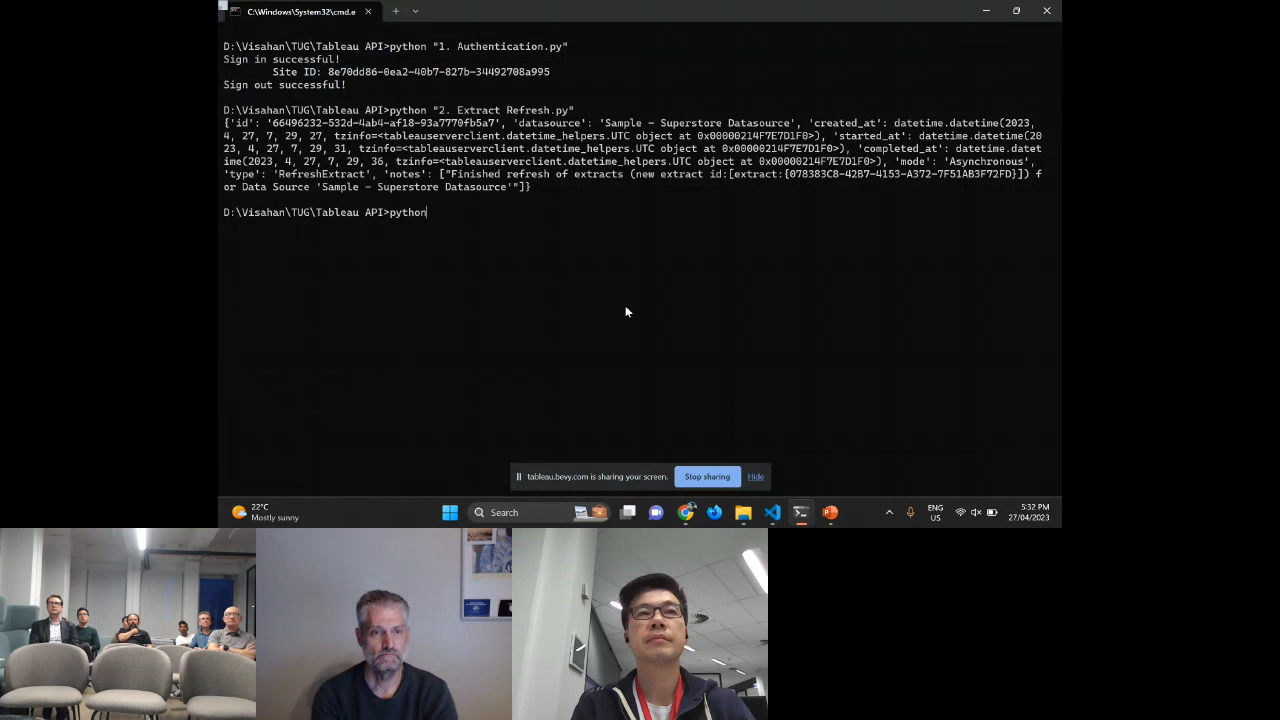 C:\Windows\System32\cmd.e
D:\Visahan\TUG\Tableau API>python "1. Authentication.py"
Sign in successful!
Site ID: 8e70dd86-0ea2-40b7-827b-34492708a995
Sign out successful!
D:\Visahan\TUG\Tableau API>python "2. Extract Refresh.py"
{'id': '66496232-532d-4ab4-af18-93a7770fb5a7', 'datasource': 'Sample - Superstore Datasource', 'created_at': datetime.datetime(2023,
4, 27, 7, 29, 27, tzinfo=<tableauserverclient.datetime_helpers.UTC object at 0x00000214F7E7D1F0>), 'started_at': datetime.datetime(20
23, 4, 27, 7, 29, 31, tzinfo=<tableauserverclient.datetime_helpers.UTC object at 0x00000214F7E7D1F0>), 'completed_at': datetime.datet
ime(2023, 4, 27, 7, 29, 36, tzinfo=<tableauserverclient.datetime_helpers.UTC object at 0x00000214F7E7D1F0>), 'mode': 'Asynchronous',
'type': 'RefreshExtract', 'notes': ["Finished refresh of extracts (new extract id:[extract:{078383C8-42B7-4153-A372-7F51AB3F72FD}]) f
or Data Source 'Sample - Superstore Datasource'"]}
D:\Visahan\TUG\Tableau API>python
tableau.bevy.com is sharing your screen. Stop sharing Hide
22°C
Mostly sunny
Search
ENG
US
5:32 PM
27/04/2023